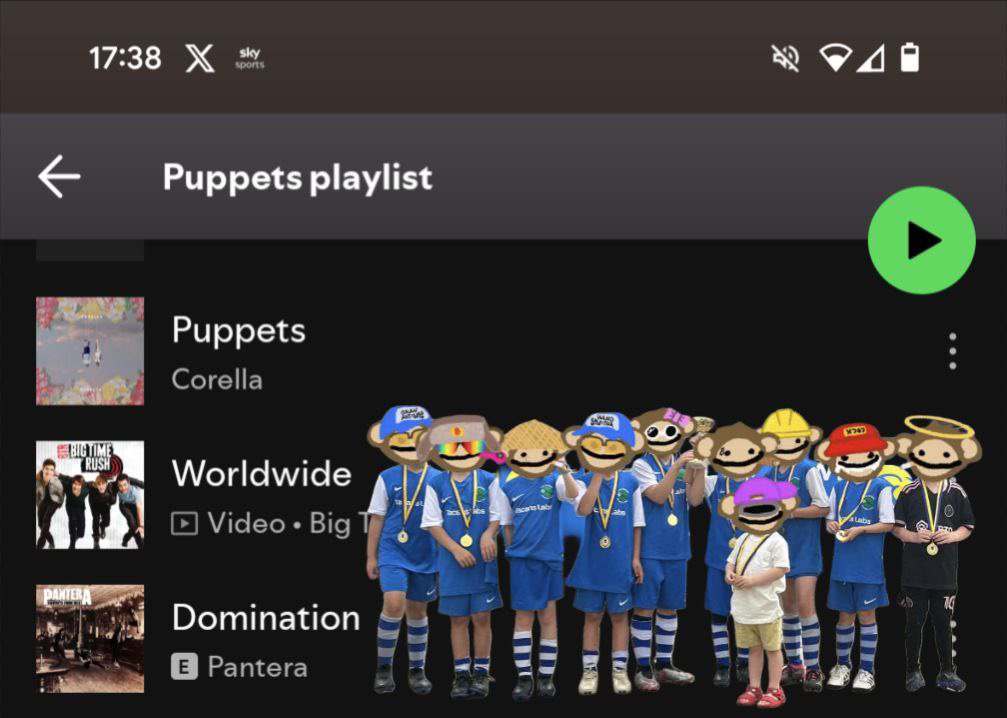 17:38 X sky sports
Puppets playlist
Puppets
Corella
BIG TIME RUSH
Worldwide
Video • Big T
PANTERA
Domination
E Pantera